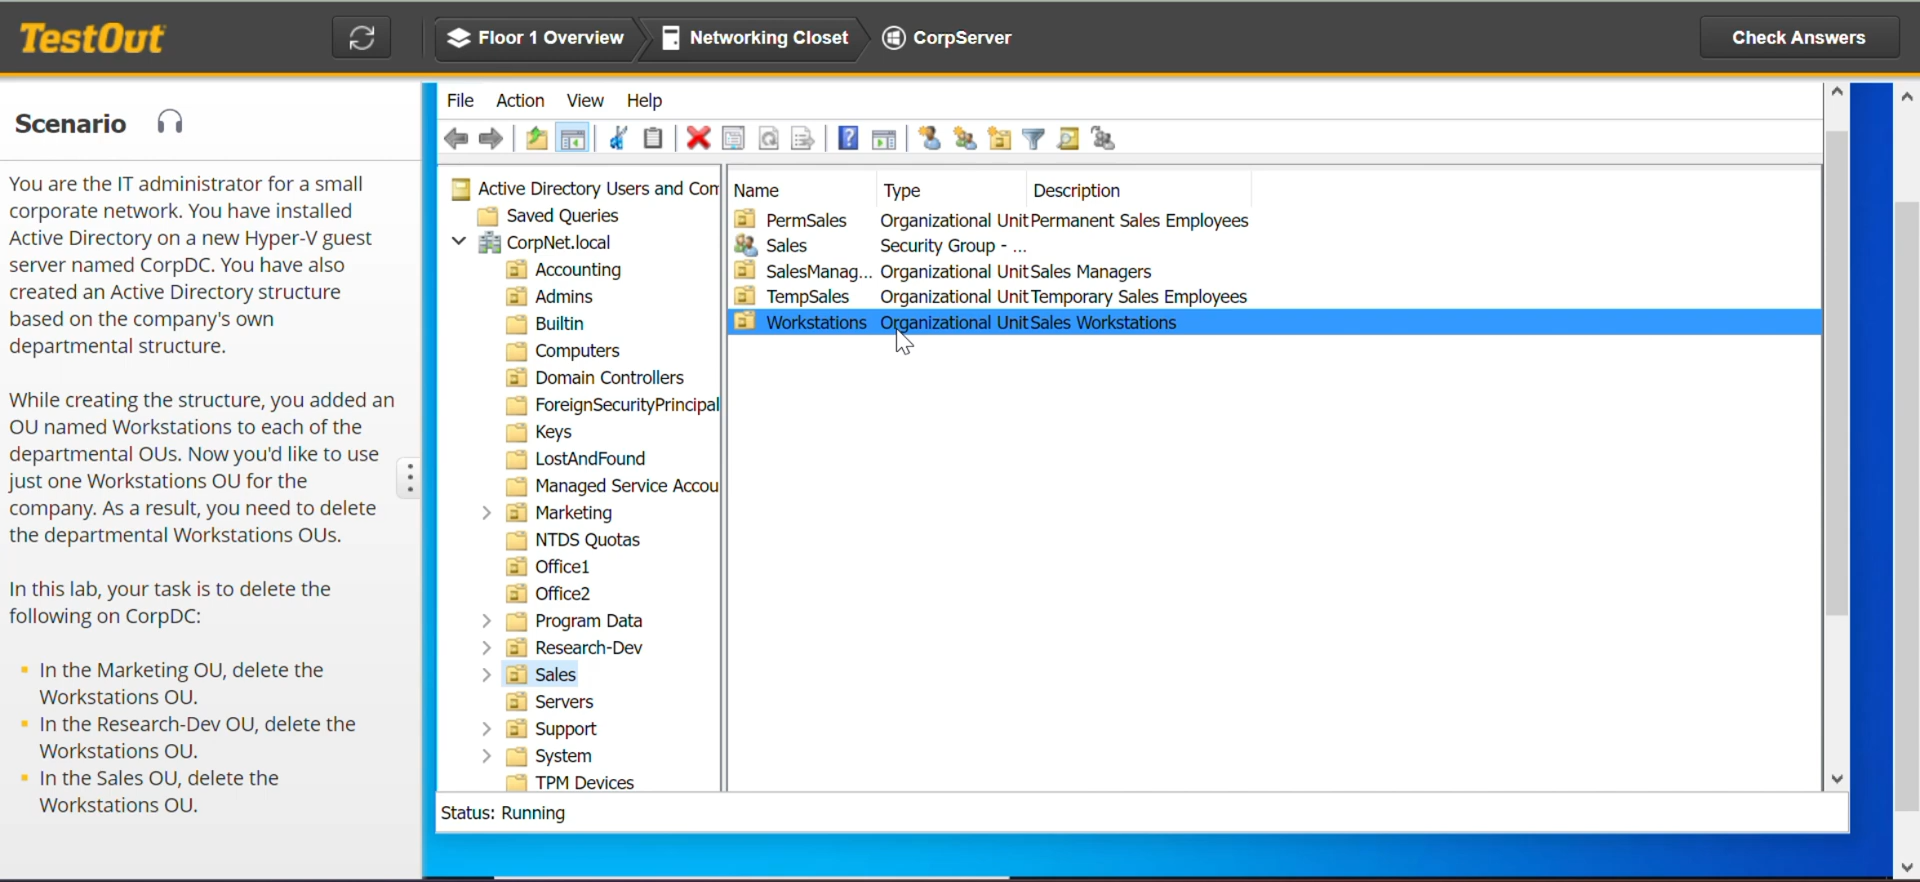 TestOut
Floor 1 Overview
Networking Closet
CorpServer
Check Answers
Scenario
You are the IT administrator for a small
corporate network. You have installed
Active Directory on a new Hyper-V guest
server named CorpDC. You have also
created an Active Directory structure
based on the company's own
departmental structure.
While creating the structure, you added an
OU named Workstations to each of the
departmental OUs. Now you'd like to use
just one Workstations OU for the
company. As a result, you need to delete
the departmental Workstations OUs.
In this lab, your task is to delete the
following on CorpDC:
In the Marketing OU, delete the
Workstations OU.
In the Research-Dev OU, delete the
Workstations OU.
In the Sales OU, delete the
Workstations OU.
File Action View Help
Active Directory Users and Com
Saved Queries
CorpNet.local
Accounting
Admins
Builtin
Computers
Domain Controllers
ForeignSecurityPrincipal
Keys
LostAndFound
Managed Service Accou
Marketing
NTDS Quotas
Office1
Office2
Program Data
Research-Dev
Sales
Servers
Support
System
TPM Devices
Name Type Description
PermSales Organizational Unit Permanent Sales Employees
Sales Security Group - ...
SalesManag... Organizational Unit Sales Managers
TempSales Organizational Unit Temporary Sales Employees
Workstations Organizational Unit Sales Workstations
Status: Running